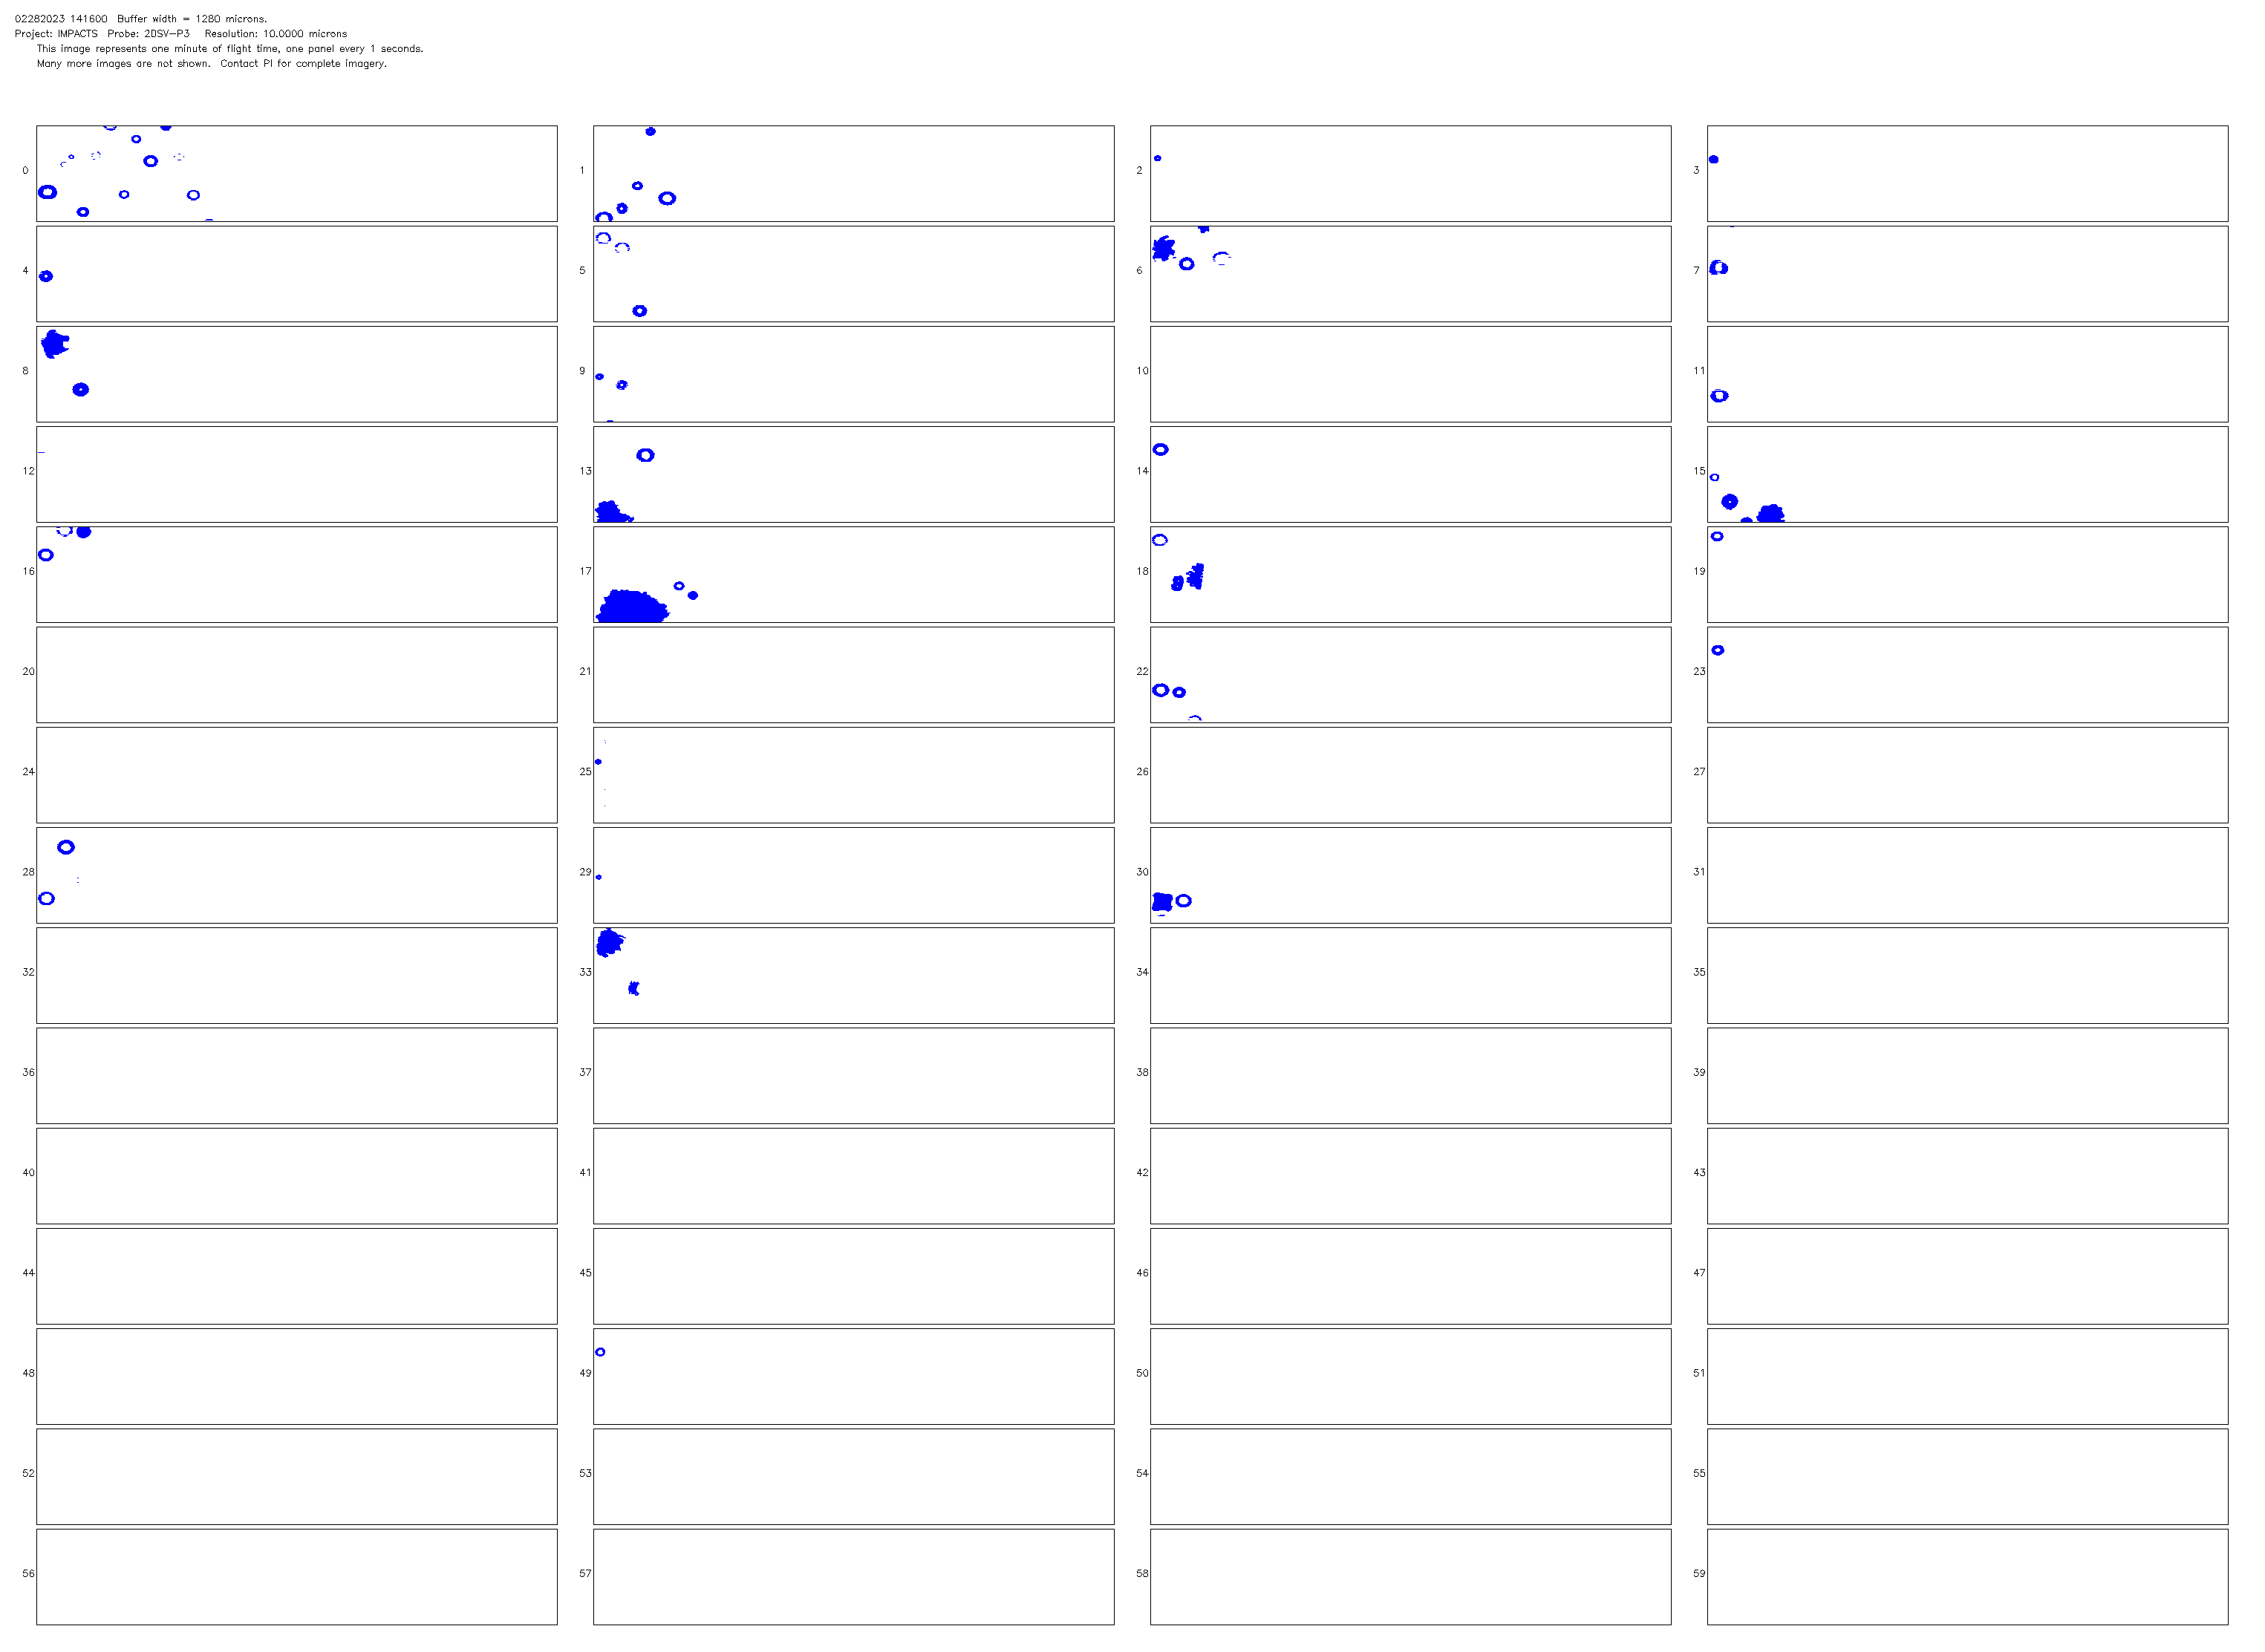 02282023 141600  Buffer width = 1280 microns.
Project: IMPACTS  Probe: 2DSV-P3   Resolution: 10.0000 microns
This image represents one minute of flight time, one panel every 1 seconds.
Many more images are not shown.  Contact PI for complete imagery.
0 1 2 3
4 5 6 7
8 9 10 11
12 13 14 15
16 17 18 19
20 21 22 23
24 25 26 27
28 29 30 31
32 33 34 35
36 37 38 39
40 41 42 43
44 45 46 47
48 49 50 51
52 53 54 55
56 57 58 59